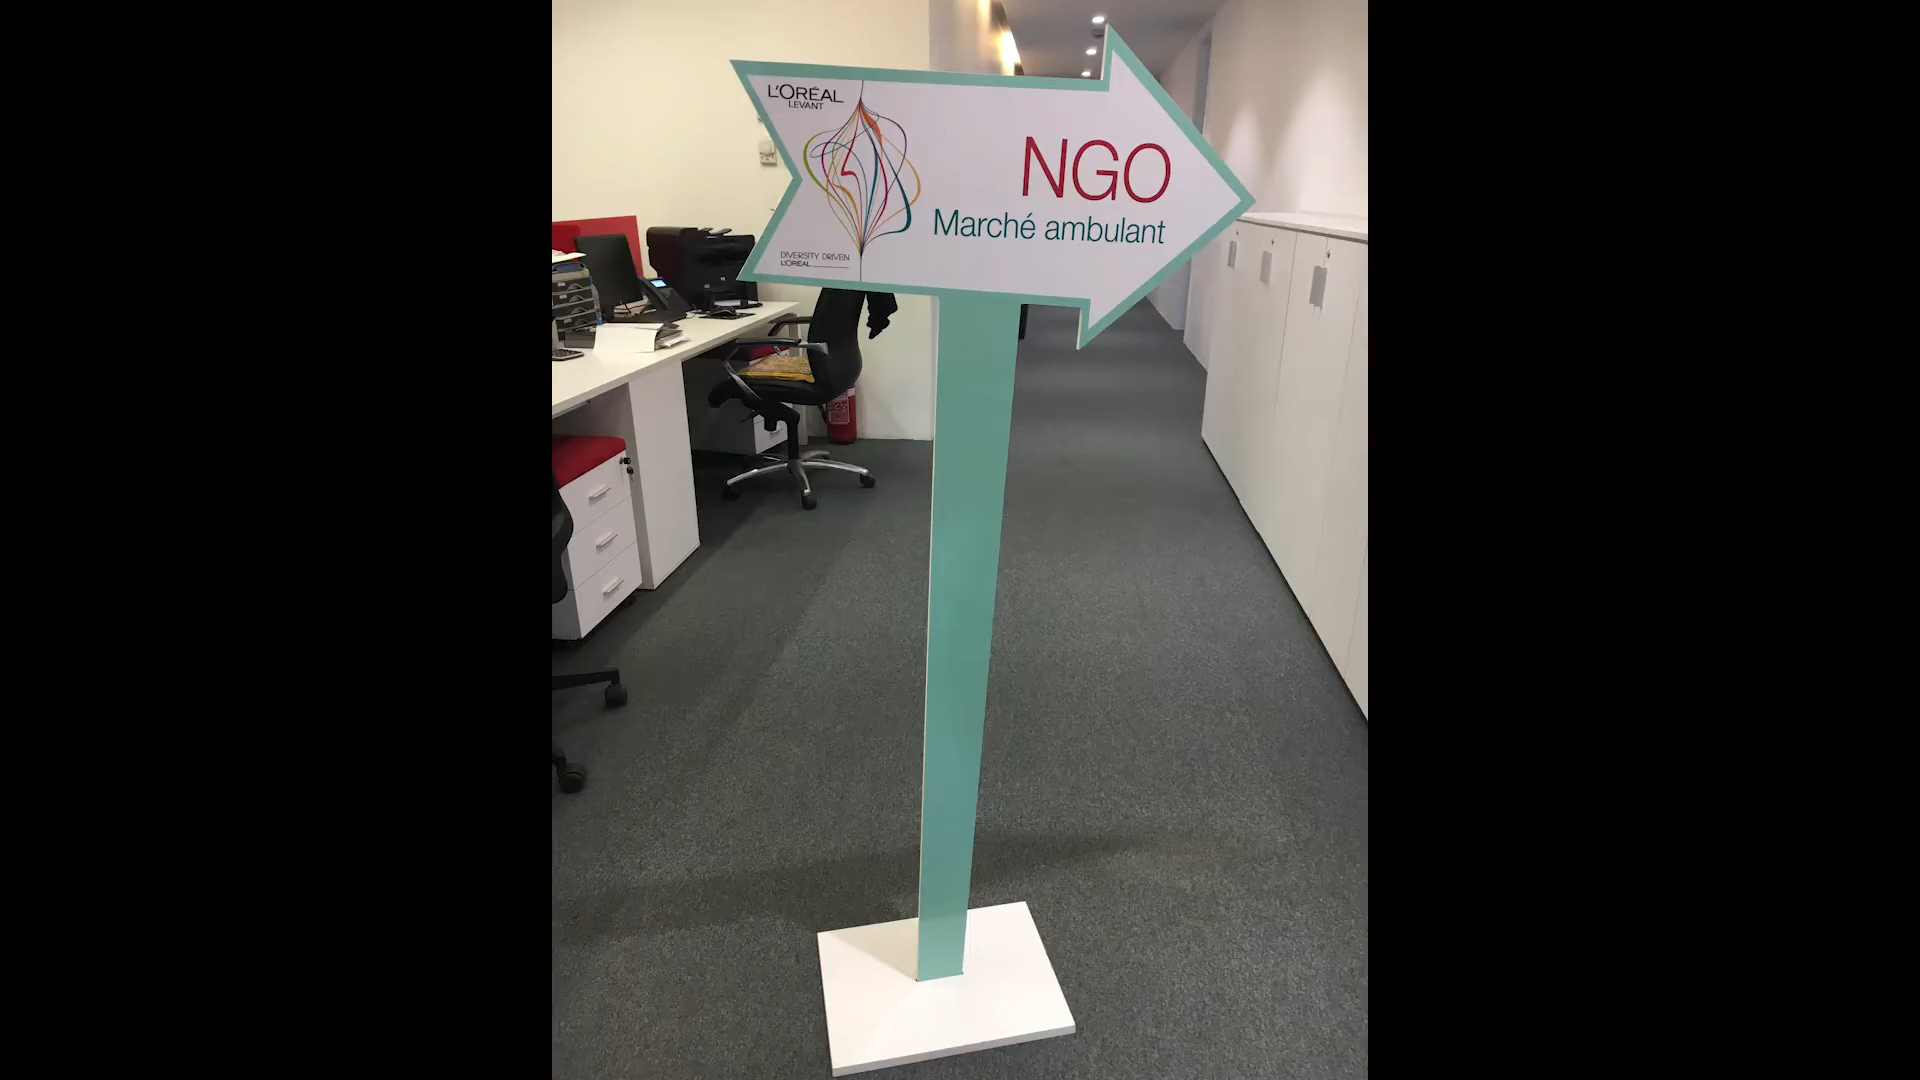 L'ORÉAL
LEVANT
NGO
Marché ambulant
DIVERSITY DRIVEN
L'ORÉAL